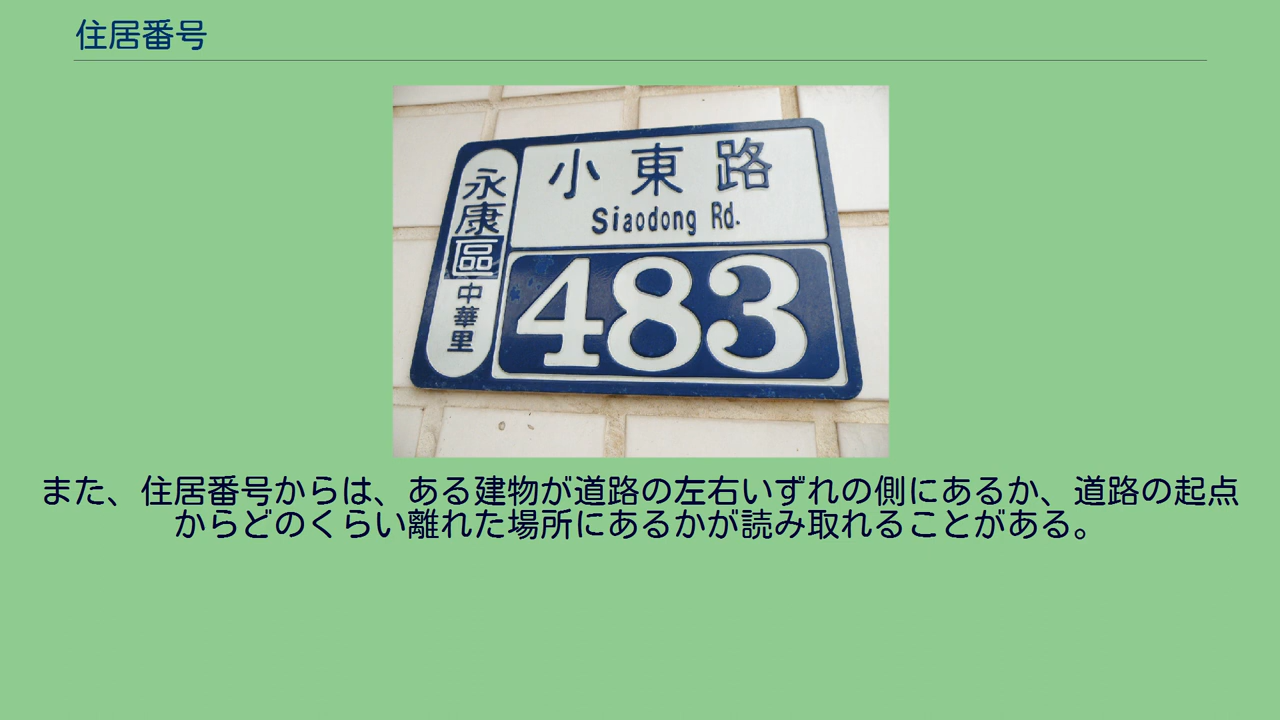 住居番号
小東路
Siaodong Rd.
永康區中華里
483
また、住居番号からは、ある建物が道路の左右いずれの側にあるか、道路の起点
からどのくらい離れた場所にあるかが読み取れることがある。